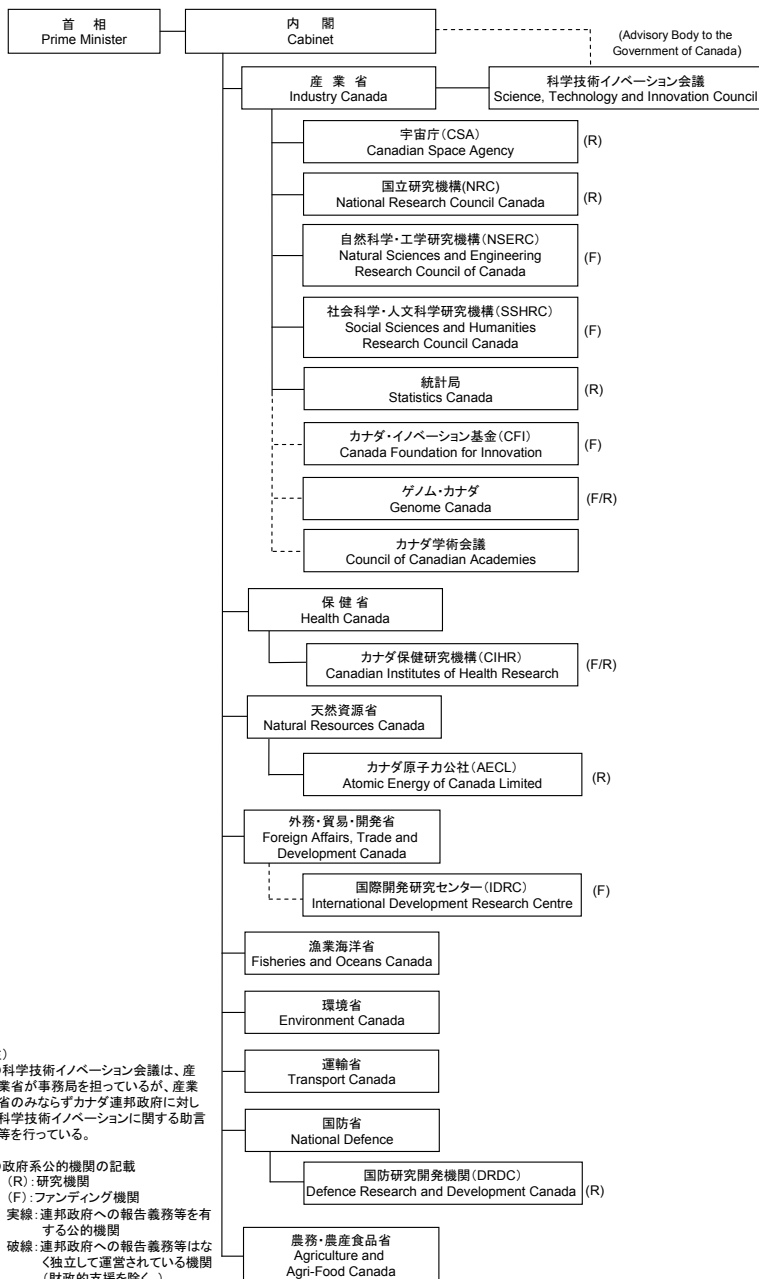 首　相
Prime Minister
内　閣
Cabinet
(Advisory Body to the
Government of Canada)
産 業 省
Industry Canada
科学技術イノベーション会議
Science, Technology and Innovation Council
宇宙庁(CSA)
Canadian Space Agency
(R)
国立研究機構(NRC)
National Research Council Canada
(R)
自然科学・工学研究機構(NSERC)
Natural Sciences and Engineering
Research Council of Canada
(F)
社会科学・人文科学研究機構(SSHRC)
Social Sciences and Humanities
Research Council Canada
(F)
統計局
Statistics Canada
(R)
カナダ・イノベーション基金(CFI)
Canada Foundation for Innovation
(F)
ゲノム・カナダ
Genome Canada
(F/R)
カナダ学術会議
Council of Canadian Academies
保 健 省
Health Canada
カナダ保健研究機構(CIHR)
Canadian Institutes of Health Research
(F/R)
天然資源省
Natural Resources Canada
カナダ原子力公社(AECL)
Atomic Energy of Canada Limited
(R)
外務・貿易・開発省
Foreign Affairs, Trade and
Development Canada
国際開発研究センター(IDRC)
International Development Research Centre
(F)
漁業海洋省
Fisheries and Oceans Canada
環境省
Environment Canada
運輸省
Transport Canada
国防省
National Defence
国防研究開発機関(DRDC)
Defence Research and Development Canada
(R)
農務・農産食品省
Agriculture and
Agri-Food Canada
科学技術イノベーション会議は、産
業省が事務局を担っているが、産業
省のみならずカナダ連邦政府に対し
科学技術イノベーションに関する助言
等を行っている。
政府系公的機関の記載
(R):研究機関
(F):ファンディング機関
実線:連邦政府への報告義務等を有
する公的機関
破線:連邦政府への報告義務等はな
く独立して運営されている機関
(財政的支援を除く。)